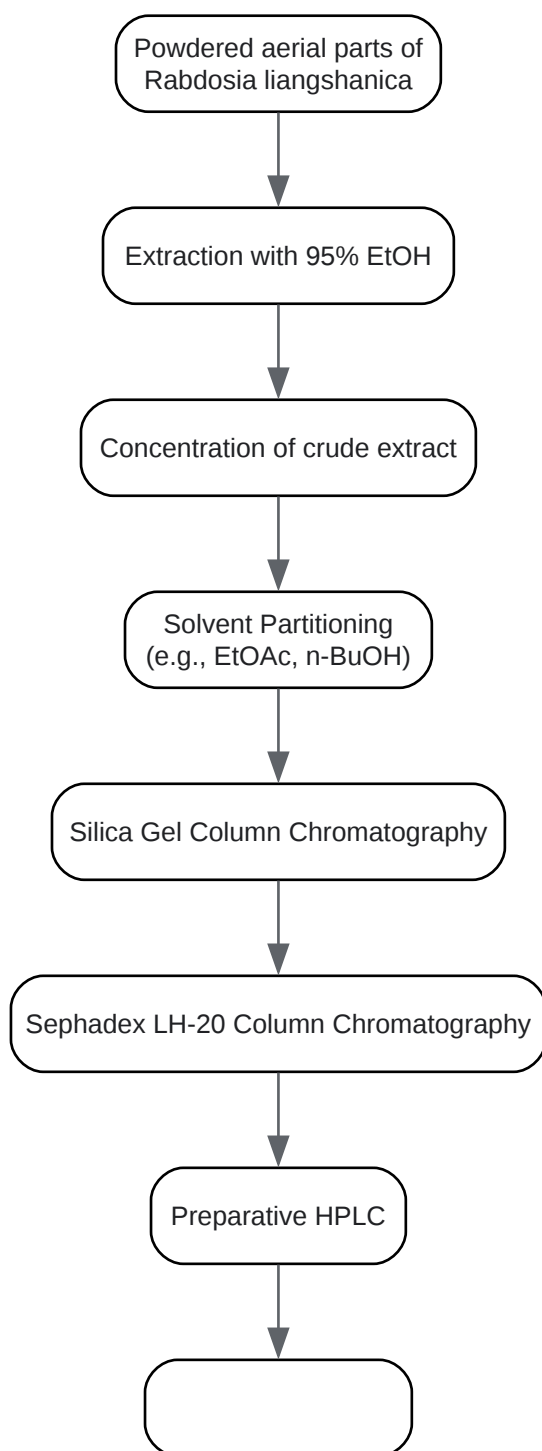 Powdered aerial parts of
Rabdosia liangshanica
Extraction with 95% EtOH
Concentration of crude extract
Solvent Partitioning
(e.g., EtOAc, n-BuOH)
Silica Gel Column Chromatography
Sephadex LH-20 Column Chromatography
Preparative HPLC